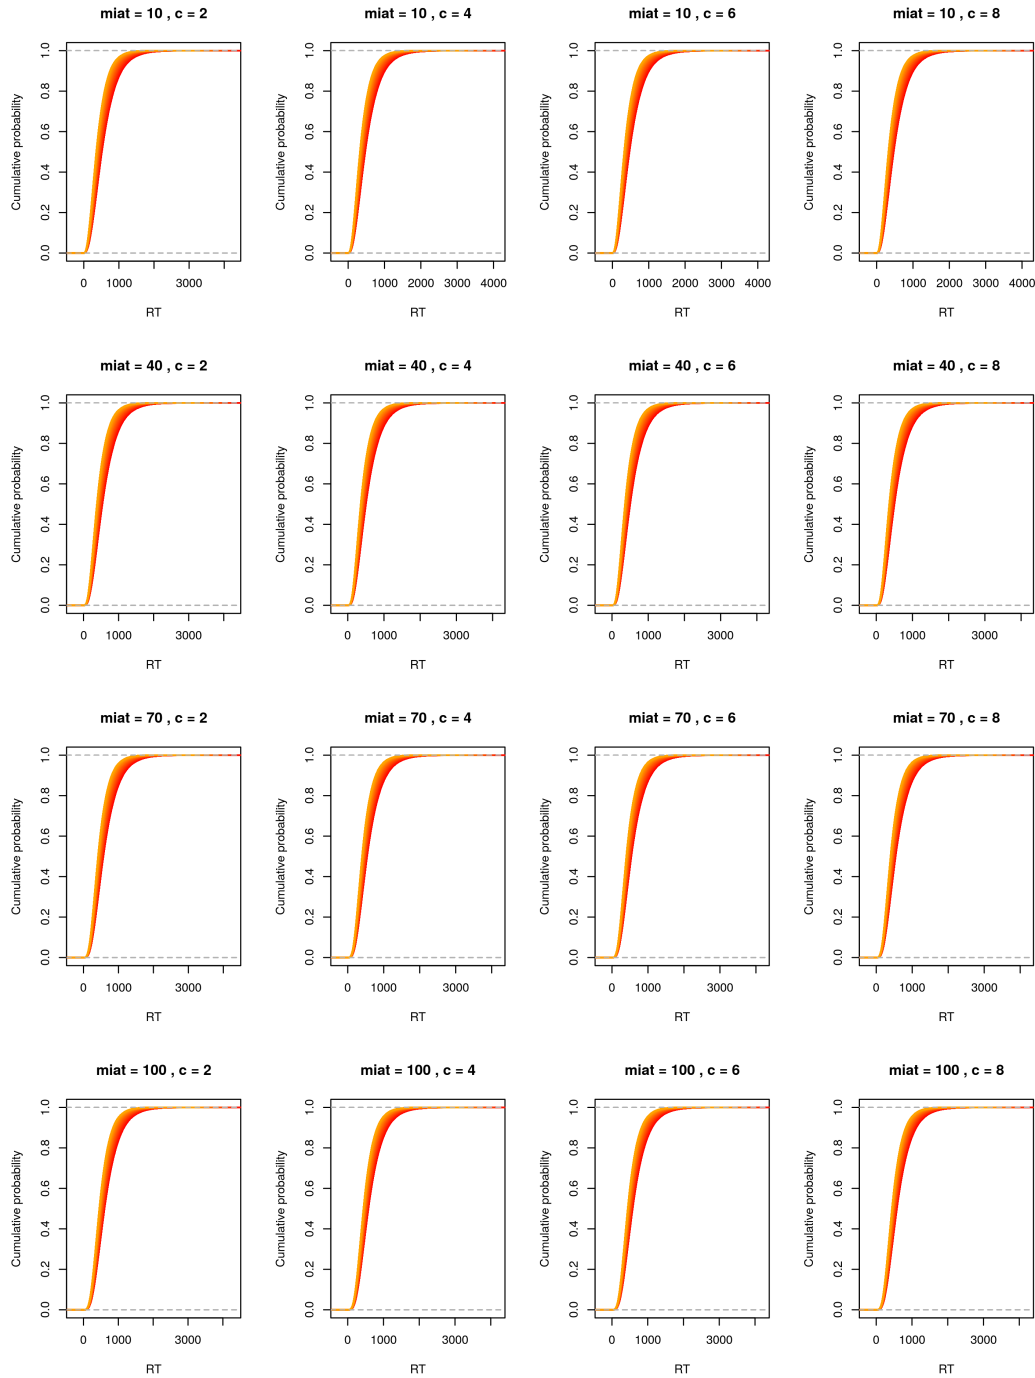 miat = 10 , c = 2
miat = 10 , c = 4
miat = 10 , c = 6
miat = 10 , c = 8
Cumulative probability
0.0 0.2 0.4 0.6 0.8 1.0
0 1000 3000
RT
Cumulative probability
0.0 0.2 0.4 0.6 0.8 1.0
0 1000 2000 3000 4000
RT
Cumulative probability
0.0 0.2 0.4 0.6 0.8 1.0
0 1000 2000 3000 4000
RT
Cumulative probability
0.0 0.2 0.4 0.6 0.8 1.0
0 1000 2000 3000 4000
RT
miat = 40 , c = 2
miat = 40 , c = 4
miat = 40 , c = 6
miat = 40 , c = 8
Cumulative probability
0.0 0.2 0.4 0.6 0.8 1.0
0 1000 3000
RT
Cumulative probability
0.0 0.2 0.4 0.6 0.8 1.0
0 1000 3000
RT
Cumulative probability
0.0 0.2 0.4 0.6 0.8 1.0
0 1000 3000
RT
Cumulative probability
0.0 0.2 0.4 0.6 0.8 1.0
0 1000 3000
RT
miat = 70 , c = 2
miat = 70 , c = 4
miat = 70 , c = 6
miat = 70 , c = 8
Cumulative probability
0.0 0.2 0.4 0.6 0.8 1.0
0 1000 3000
RT
Cumulative probability
0.0 0.2 0.4 0.6 0.8 1.0
0 1000 3000
RT
Cumulative probability
0.0 0.2 0.4 0.6 0.8 1.0
0 1000 3000
RT
Cumulative probability
0.0 0.2 0.4 0.6 0.8 1.0
0 1000 3000
RT
miat = 100 , c = 2
miat = 100 , c = 4
miat = 100 , c = 6
miat = 100 , c = 8
Cumulative probability
0.0 0.2 0.4 0.6 0.8 1.0
0 1000 3000
RT
Cumulative probability
0.0 0.2 0.4 0.6 0.8 1.0
0 1000 3000
RT
Cumulative probability
0.0 0.2 0.4 0.6 0.8 1.0
0 1000 3000
RT
Cumulative probability
0.0 0.2 0.4 0.6 0.8 1.0
0 1000 3000
RT